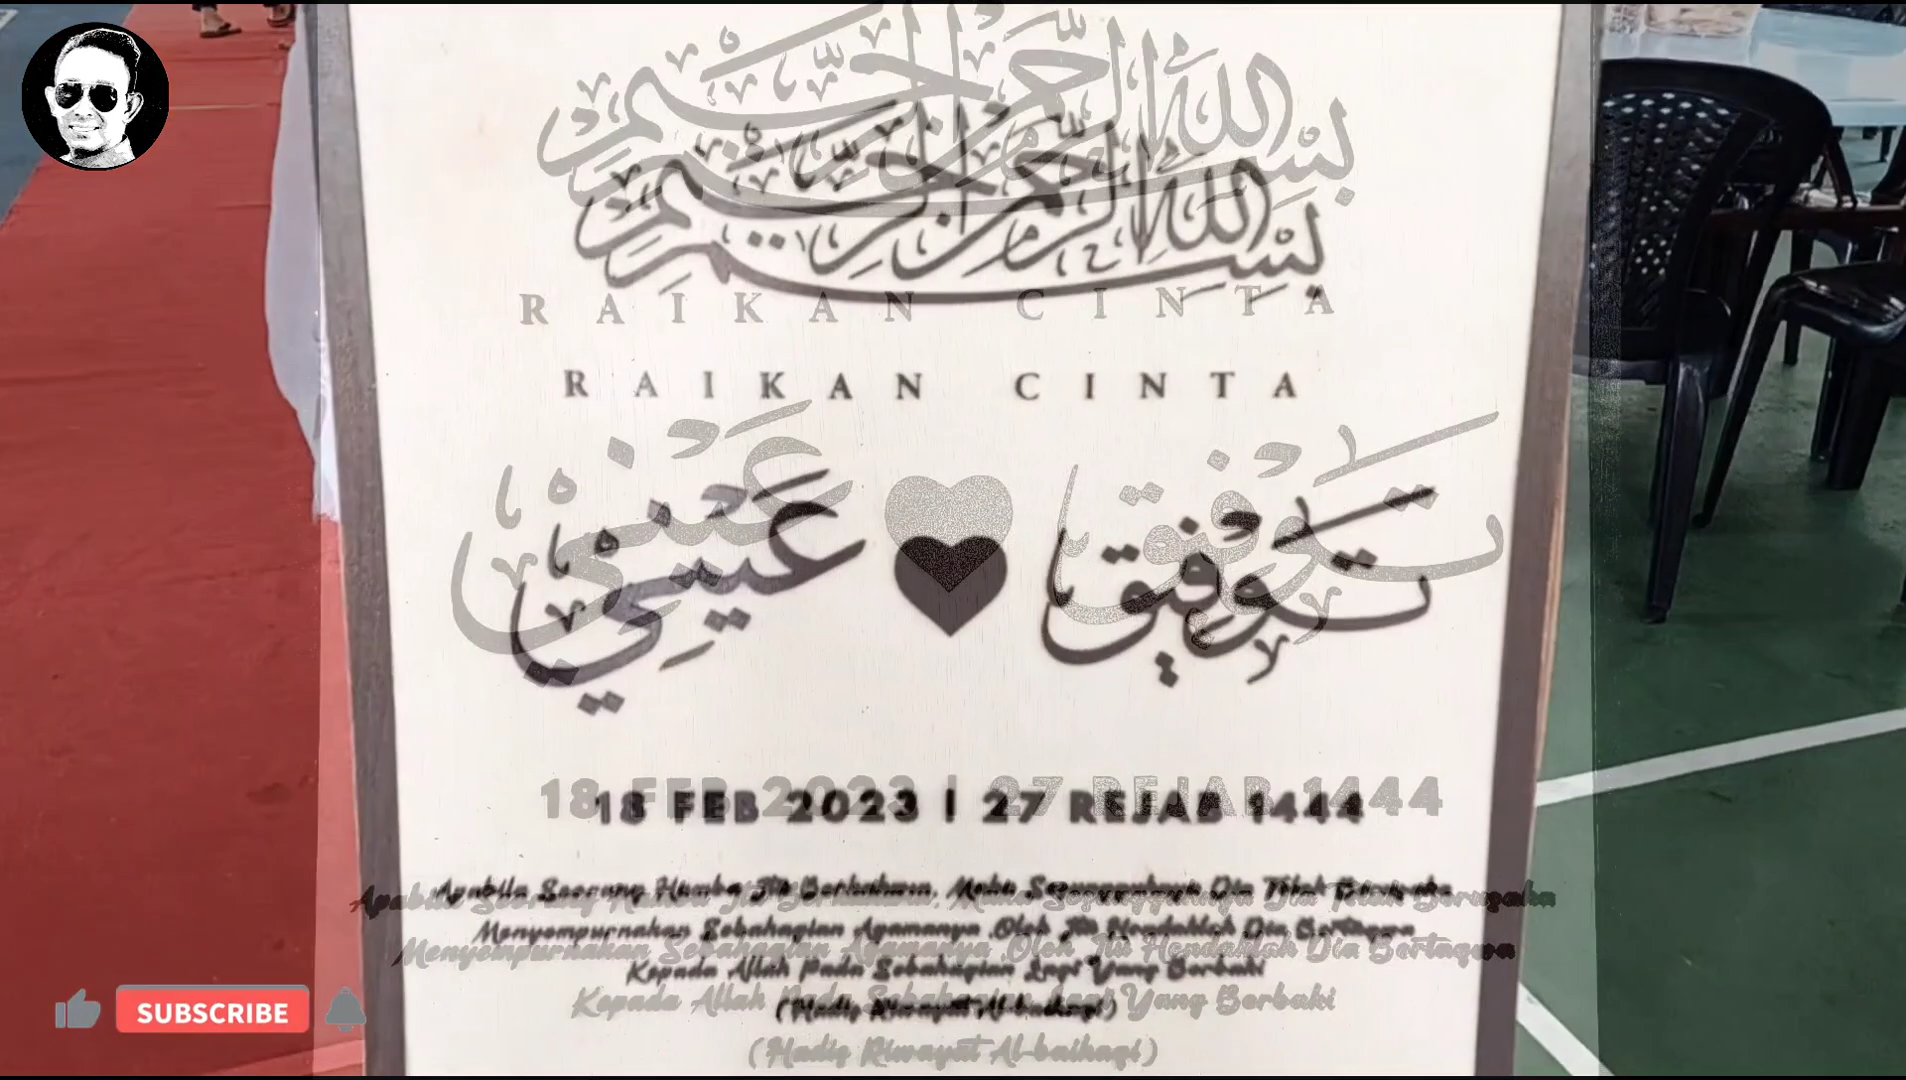 بسم الله الرحمن الرحيم
RAIKAN CINTA
توفيق عيني
18 FEB 2023 | 27 REJAB 1444
Apabila Seorang Hamba Itu Berkahwin, Maka Sesungguhnya Dia Telah Berusaha
Menyempurnakan Sebahagian Agamanya .Oleh Itu Hendaklah Dia Bertaqwa
Kepada Allah Pada Sebahagian Lagi Yang Berbaki
(Hadis Riwayat Al-baihaqi)
SUBSCRIBE